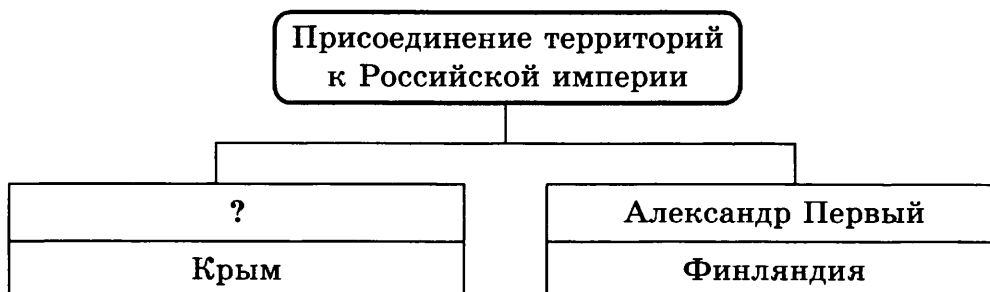 Присоединение территорий
к Российской империи
?
Александр Первый
Крым
Финляндия